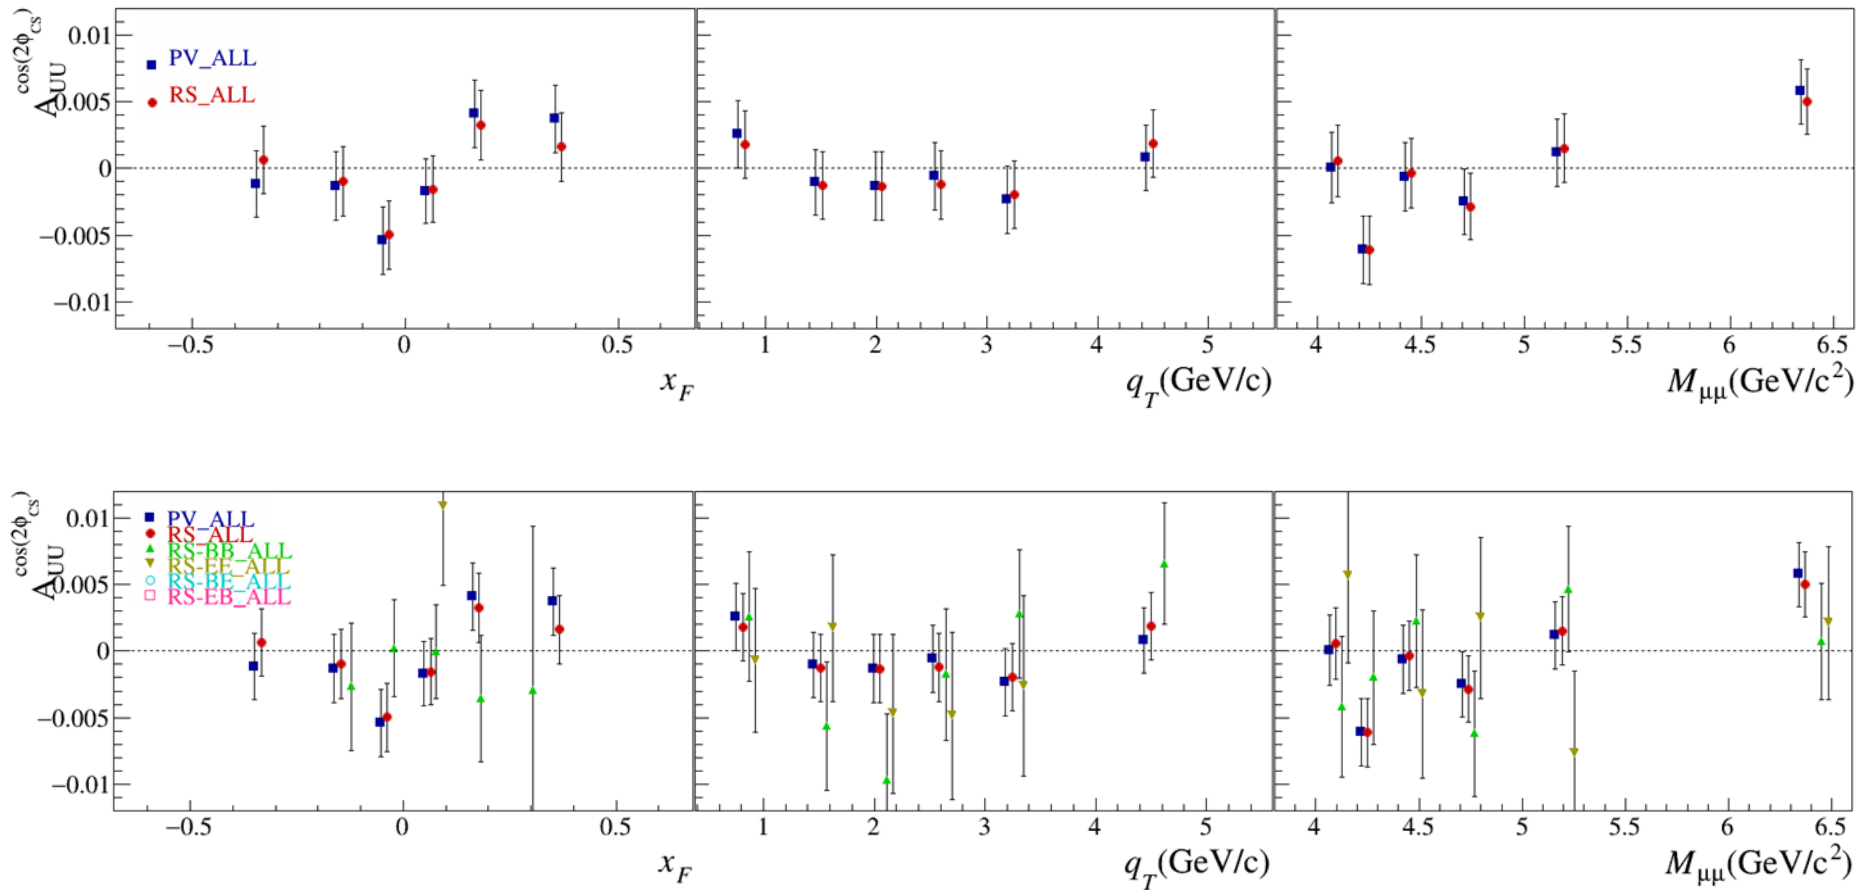 A_UU^cos(2ϕ_CS)
0.01
0.005
0
−0.005
−0.01
PV_ALL
RS_ALL
−0.5 0 0.5
1 2 3 4 5
4 4.5 5 5.5 6 6.5
x_F
q_T(GeV/c)
M_μμ(GeV/c²)
A_UU^cos(2ϕ_CS)
0.01
0.005
0
−0.005
−0.01
PV_ALL
RS_ALL
RS-BB_ALL
RS-EE_ALL
RS-BE_ALL
RS-EB_ALL
−0.5 0 0.5
1 2 3 4 5
4 4.5 5 5.5 6 6.5
x_F
q_T(GeV/c)
M_μμ(GeV/c²)